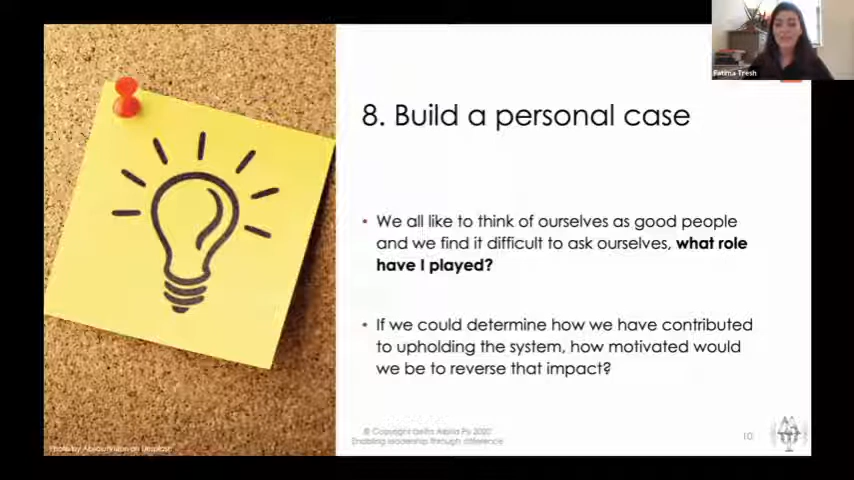 Fatima Tresh
8. Build a personal case
• We all like to think of ourselves as good people
and we find it difficult to ask ourselves, what role
have I played?
• If we could determine how we have contributed
to upholding the system, how motivated would
we be to reverse that impact?
© Copyright Delta Alpha Psi 2020
Enabling leadership through difference
10
Photo by AbsolutVision on Unsplash